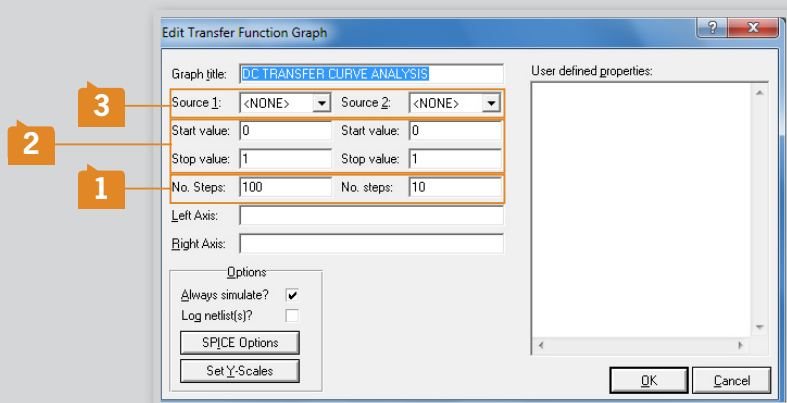 Edit Transfer Function Graph
?
X
Graph title: DC TRANSFER CURVE ANALYSIS
User defined properties:
3
Source 1: <NONE> Source 2: <NONE>
2
Start value: 0 Start value: 0
Stop value: 1 Stop value: 1
1
No. Steps: 100 No. steps: 10
Left Axis:
Right Axis:
Options
Always simulate?
Log netlist(s)?
SPICE Options
Set Y-Scales
OK Cancel